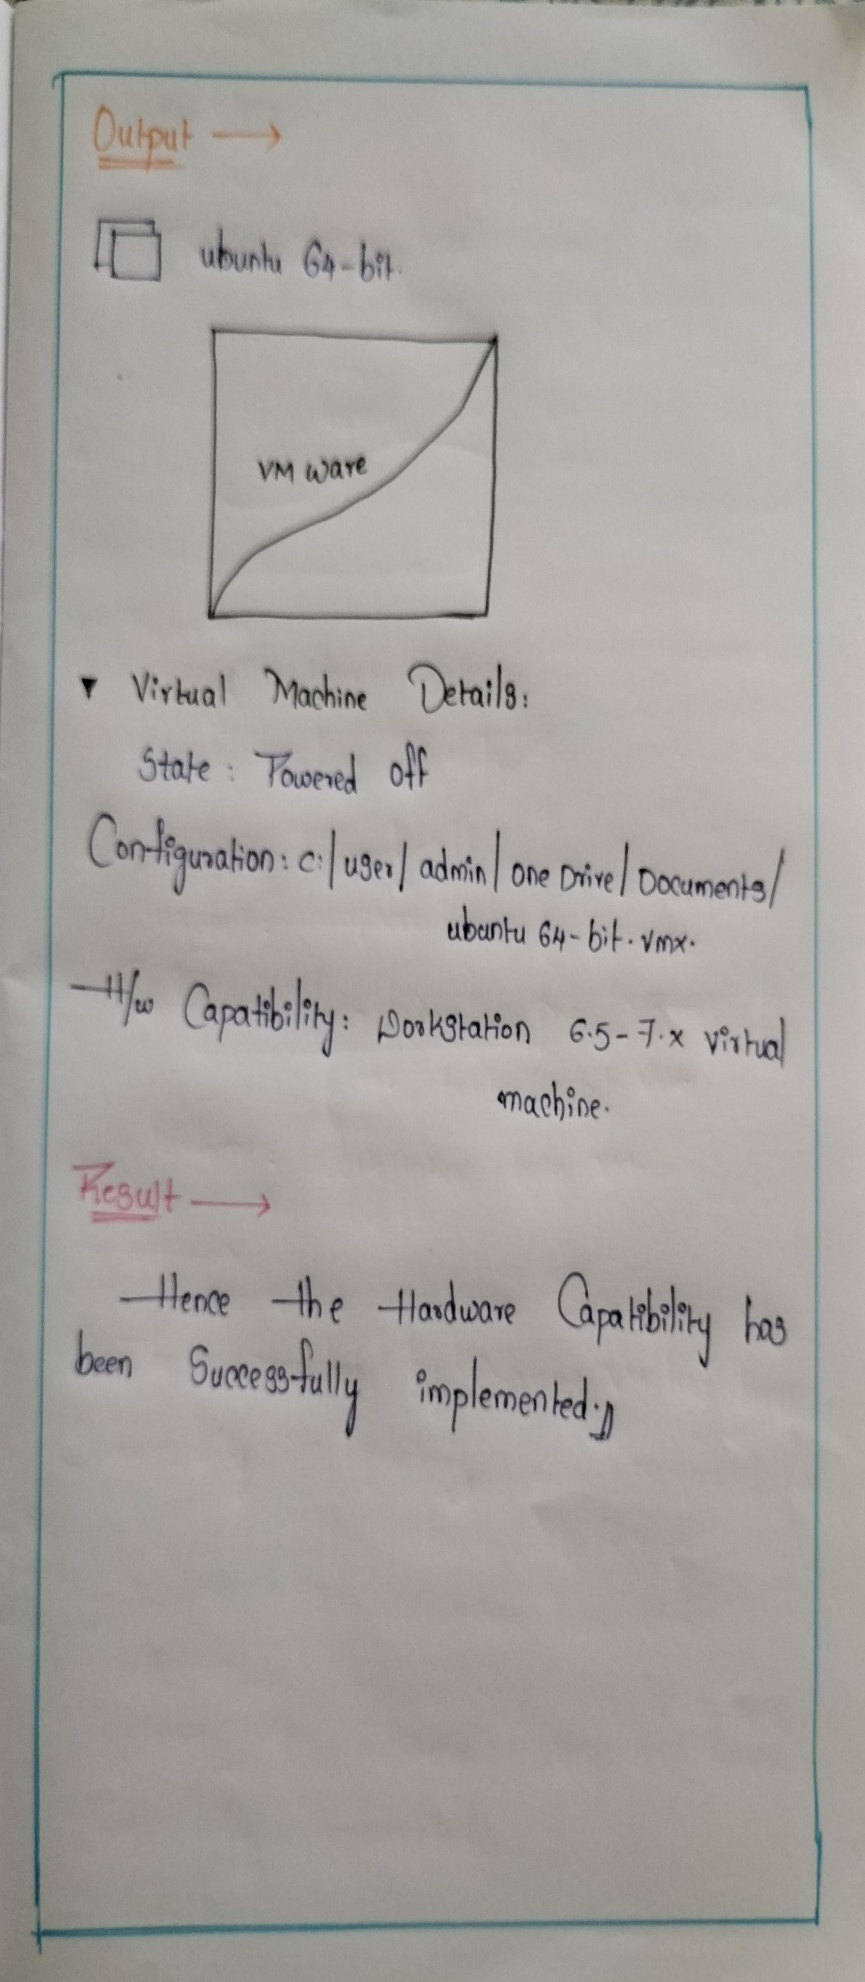 Output →
ubuntu 64-bit.
VM ware
▾ Virtual Machine Details:
State : Powered off
Configuration: c:/user/ admin/ one Drive/ Documents/
ubuntu 64-bit.vmx.
H/w Capatibility: Workstation 6.5-7.x virtual
machine.
Result →
Hence the Hardware Capatibility has
been Successfully implemented.//